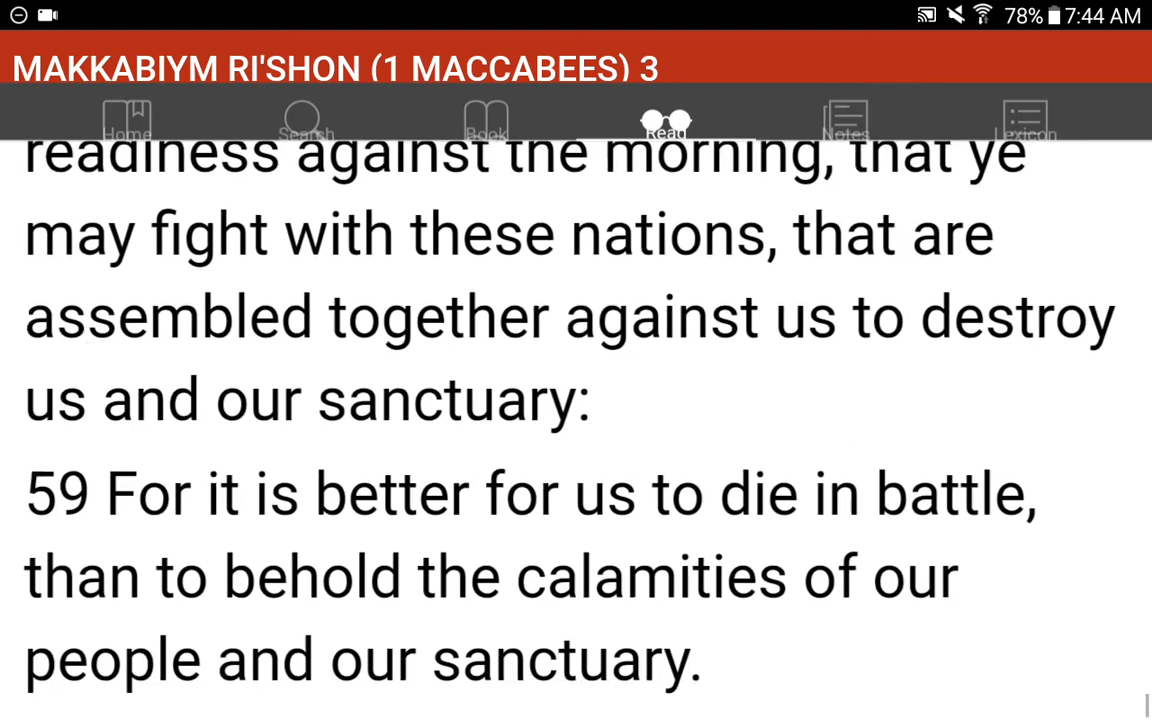 78% 7:44 AM
MAKKABIYM RI'SHON (1 MACCABEES) 3
Home Search Book Read Notes Lexicon
readiness against the morning, that ye
may fight with these nations, that are
assembled together against us to destroy
us and our sanctuary:
59 For it is better for us to die in battle,
than to behold the calamities of our
people and our sanctuary.